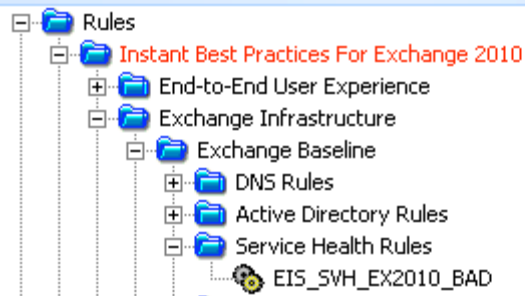 Rules
Instant Best Practices For Exchange 2010
End-to-End User Experience
Exchange Infrastructure
Exchange Baseline
DNS Rules
Active Directory Rules
Service Health Rules
EIS_SVH_EX2010_BAD